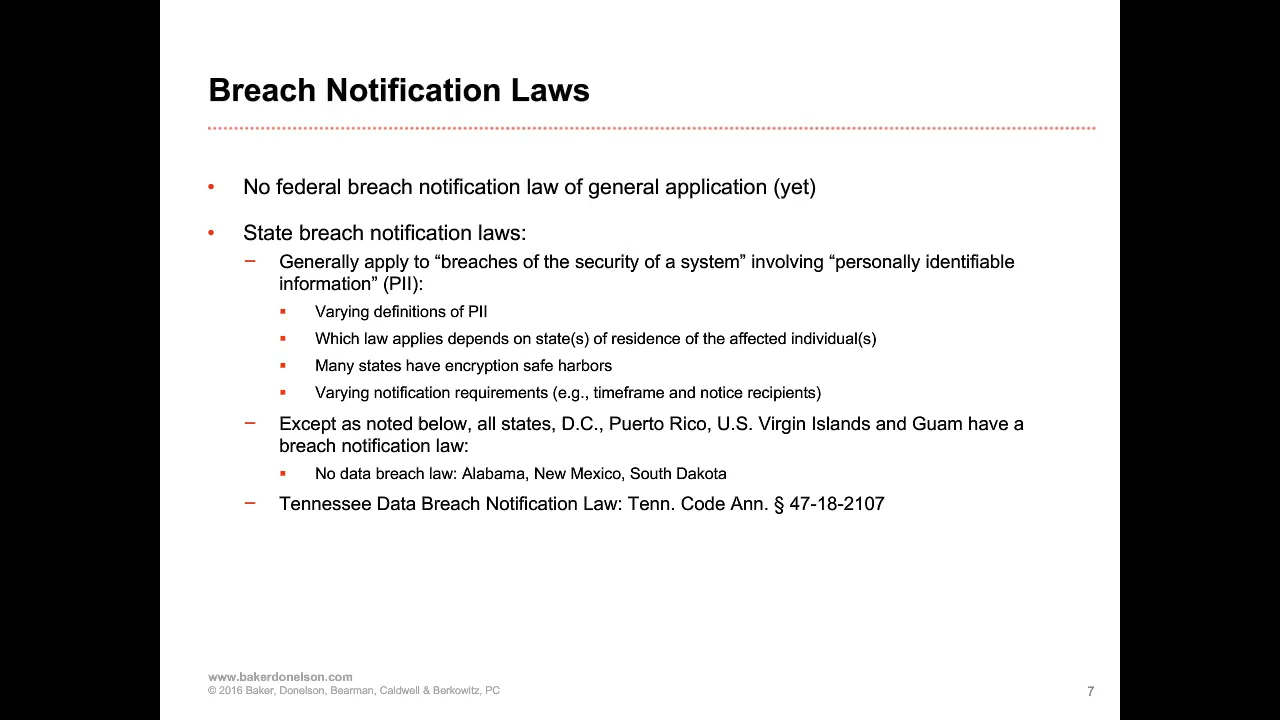 Breach Notification Laws
• No federal breach notification law of general application (yet)
• State breach notification laws:
– Generally apply to “breaches of the security of a system” involving “personally identifiable
information” (PII):
▪ Varying definitions of PII
▪ Which law applies depends on state(s) of residence of the affected individual(s)
▪ Many states have encryption safe harbors
▪ Varying notification requirements (e.g., timeframe and notice recipients)
– Except as noted below, all states, D.C., Puerto Rico, U.S. Virgin Islands and Guam have a
breach notification law:
▪ No data breach law: Alabama, New Mexico, South Dakota
– Tennessee Data Breach Notification Law: Tenn. Code Ann. § 47-18-2107
www.bakerdonelson.com
© 2016 Baker, Donelson, Bearman, Caldwell & Berkowitz, PC
7